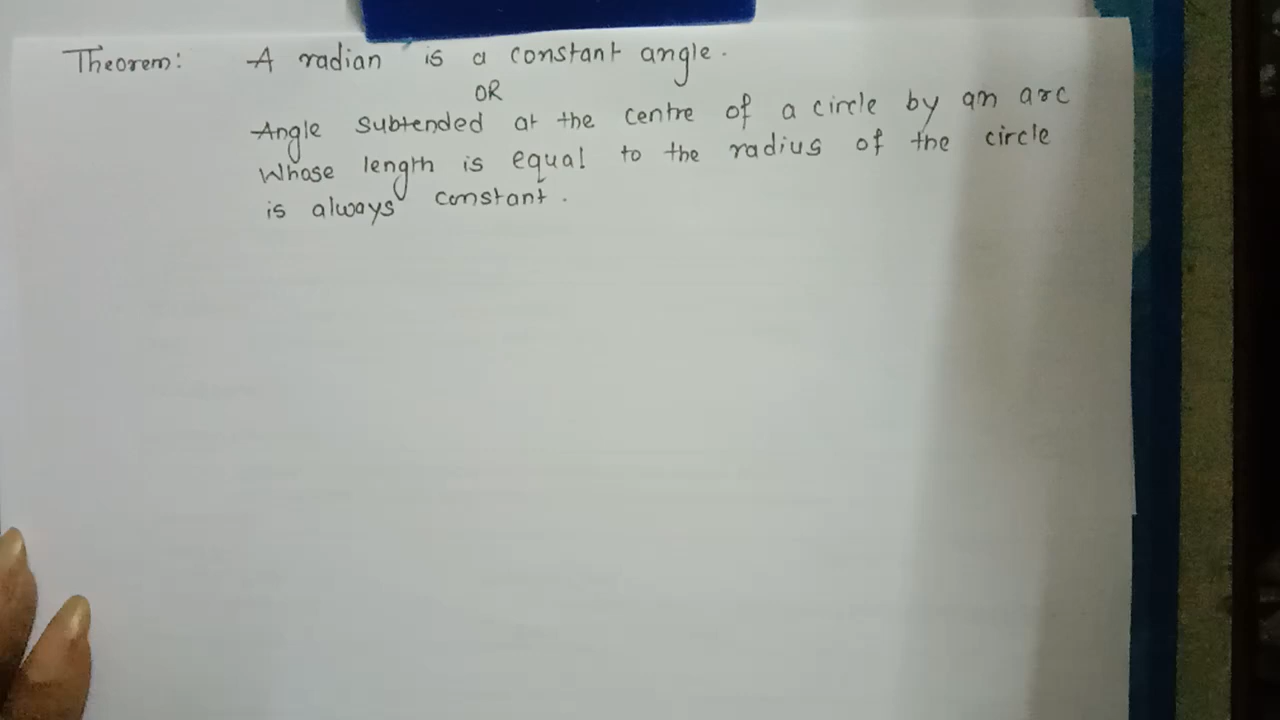 Theorem: A radian is a constant angle.
OR
Angle subtended at the centre of a circle by an arc
Whose length is equal to the radius of the circle
is always constant.